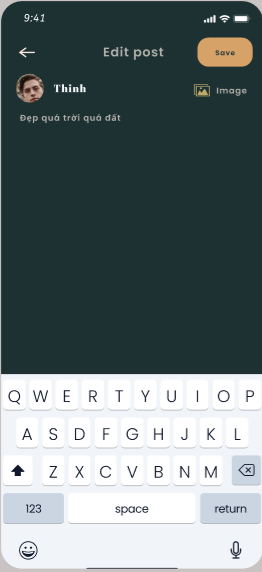 9:41
Edit post
Save
Thinh
Image
Đẹp quá trời quá đất
Q W E R T Y U I O P
A S D F G H J K L
Z X C V B N M
123 space return